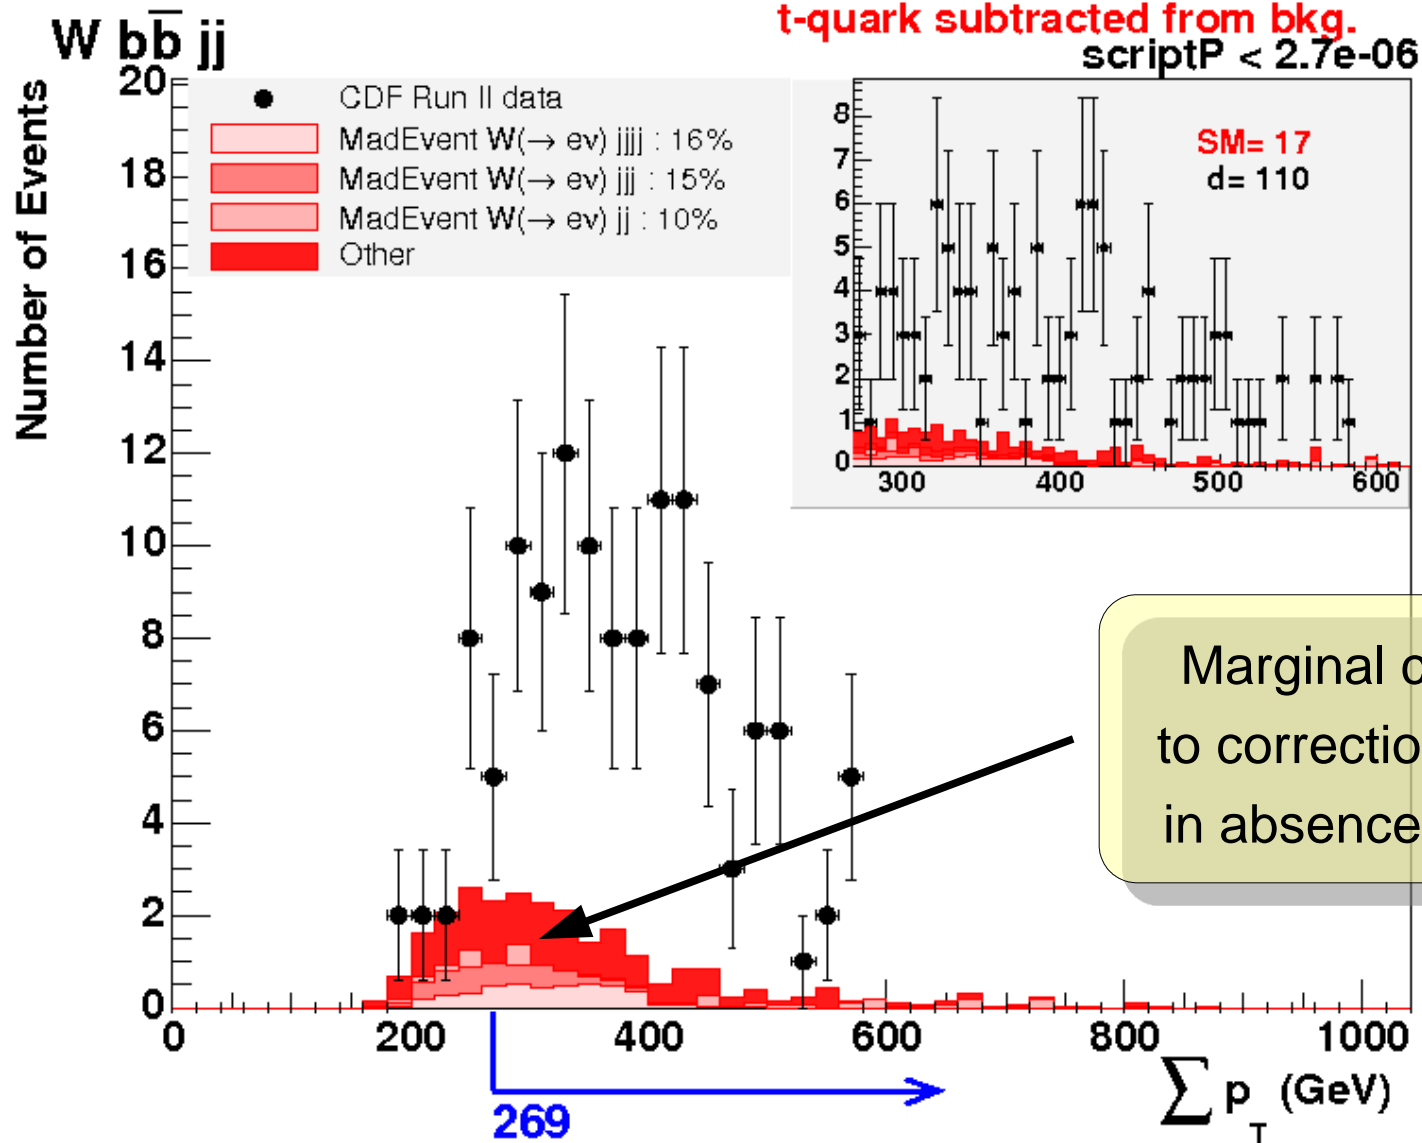 t-quark subtracted from bkg.
W bb̅ jj
scriptP < 2.7e-06
Number of Events
CDF Run II data
MadEvent W(→ eν) jjjj : 16%
MadEvent W(→ eν) jjj : 15%
MadEvent W(→ eν) jj : 10%
Other
SM= 17
d= 110
8
7
6
5
4
3
2
1
0
300 400 500 600
20
18
16
14
12
10
8
6
4
2
0
Marginal
to
in absence
0 200 400 600 800 1000
269
∑ p_T (GeV)